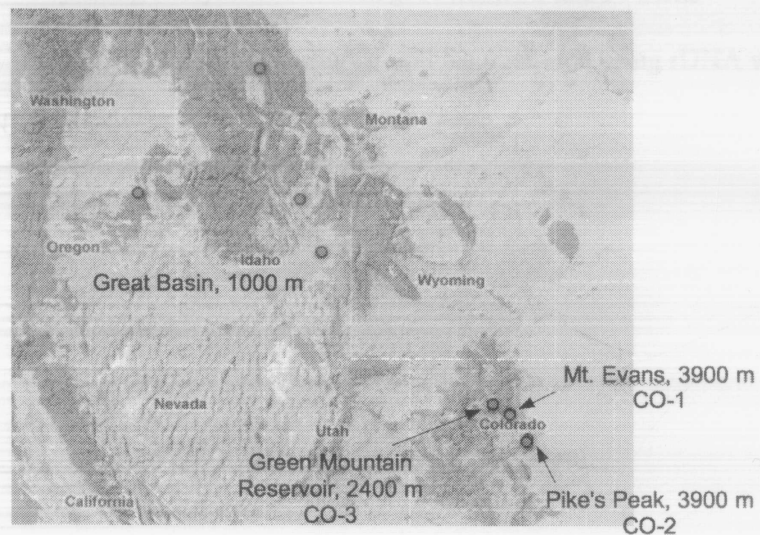 Washington
Montana
Oregon
Idaho
Great Basin, 1000 m
Wyoming
Mt. Evans, 3900 m
CO-1
Nevada
Colorado
Utah
Green Mountain
Reservoir, 2400 m
CO-3
California
Pike's Peak, 3900 m
CO-2